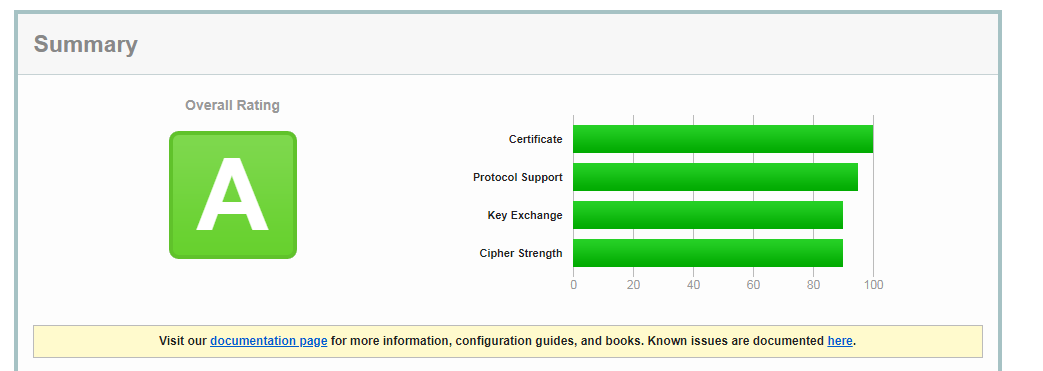 Summary
Overall Rating
A
Certificate
Protocol Support
Key Exchange
Cipher Strength
0 20 40 60 80 100
Visit our documentation page for more information, configuration guides, and books. Known issues are documented here.